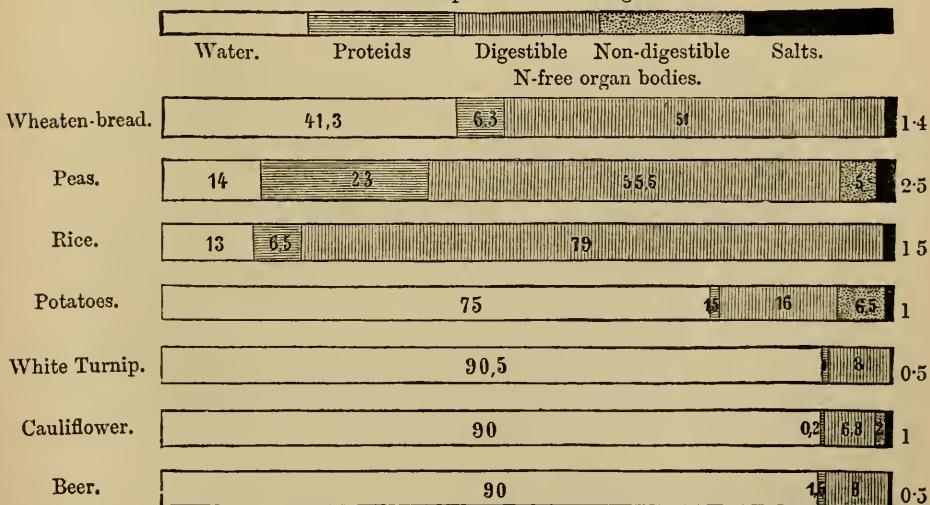 Water. Proteids Digestible Non-digestible Salts.
N-free organ bodies.
Wheaten-bread. 41,3 6,3 51 1·4
Peas. 14 23 55 5 5 2·5
Rice. 13 6,5 79 1 5
Potatoes. 75 1,5 16 6,5 1
White Turnip. 90,5 8 0·5
Cauliflower. 90 0,2 6,8 2 1
Beer. 90 8 0·5